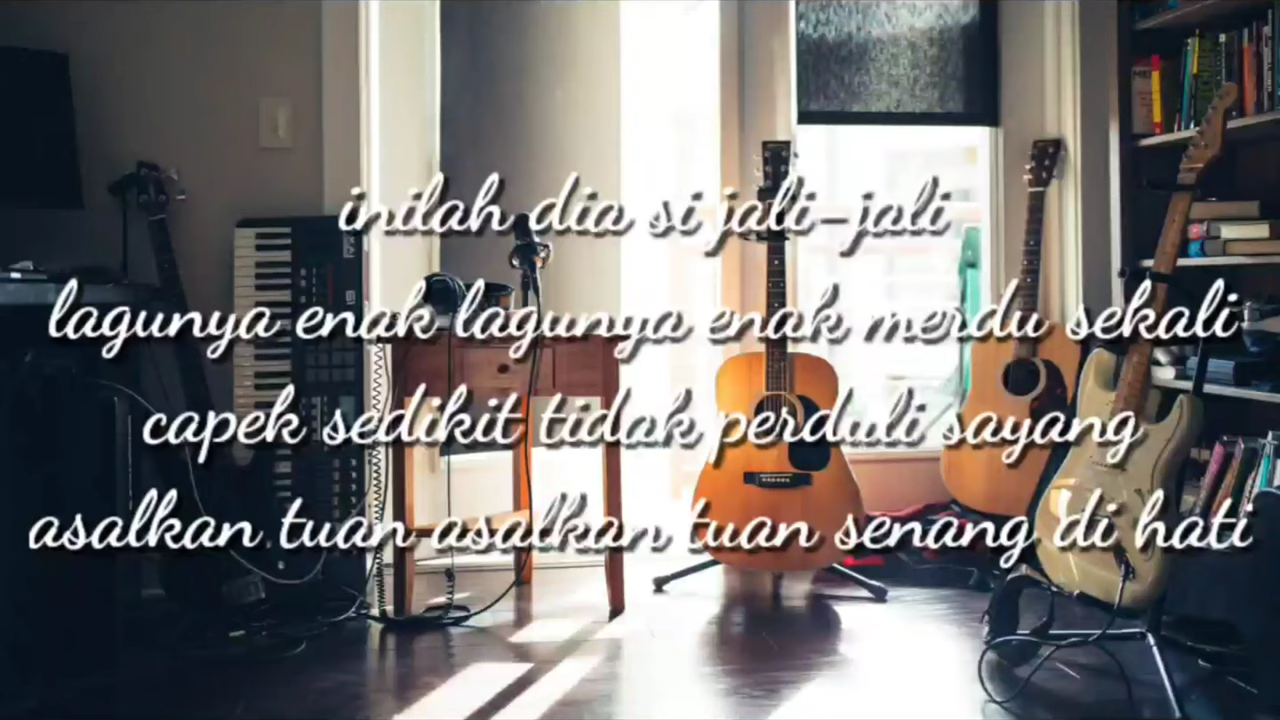 inilah dia si jali-jali
lagunya enak lagunya enak merdu sekali
capek sedikit tidak perduli sayang
asalkan tuan asalkan tuan senang di hati